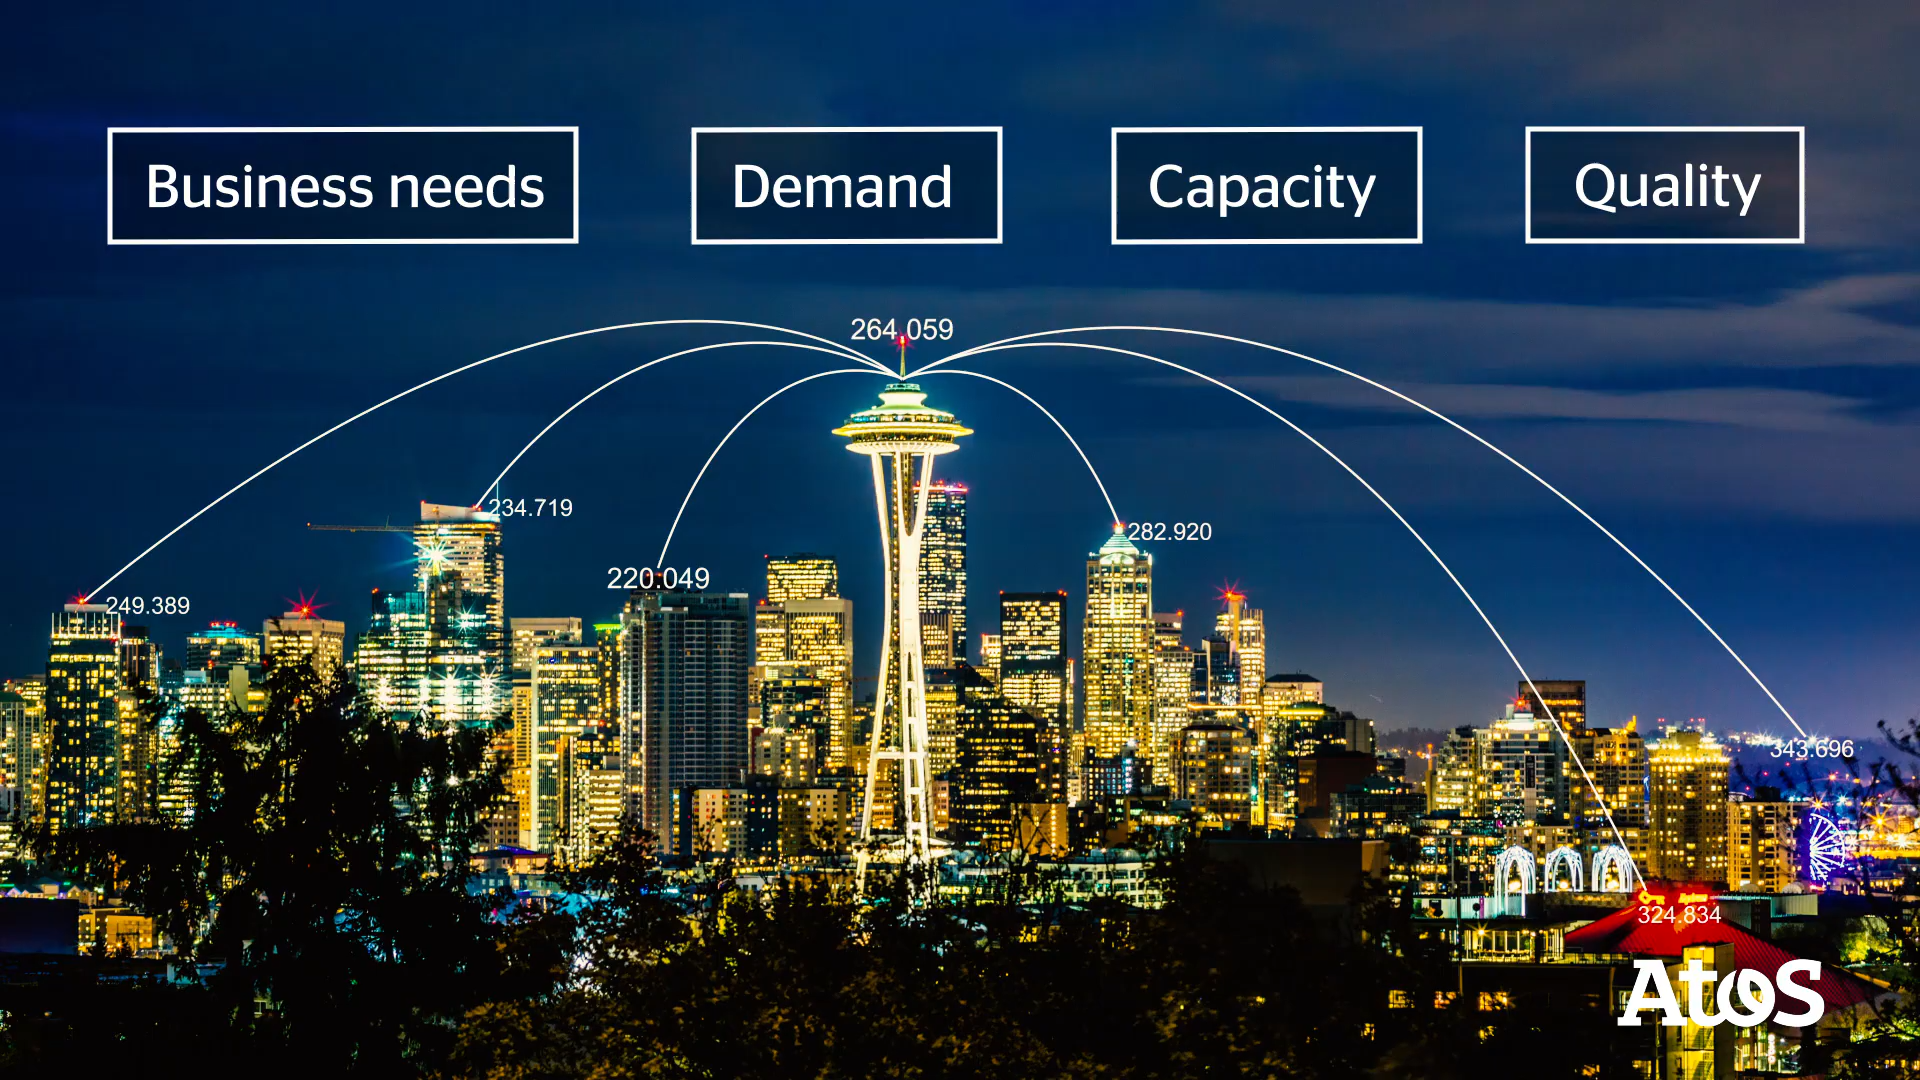 Business needs
Demand
Capacity
Quality
264.059
234.719
282.920
220.049
249.389
343.696
324.834
Atos